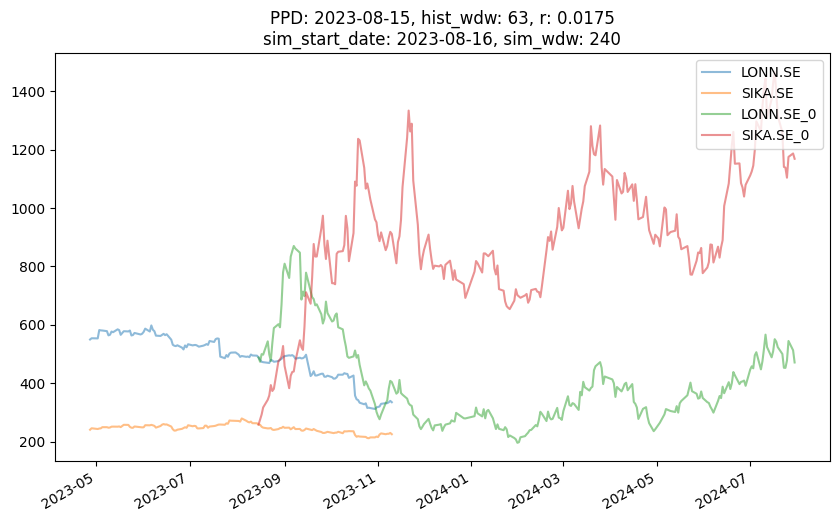 PPD: 2023-08-15, hist_wdw: 63, r: 0.0175
sim_start_date: 2023-08-16, sim_wdw: 240
LONN.SE
SIKA.SE
LONN.SE_0
SIKA.SE_0
1400
1200
1000
800
600
400
200
2023-05
2023-07
2023-09
2023-11
2024-01
2024-03
2024-05
2024-07